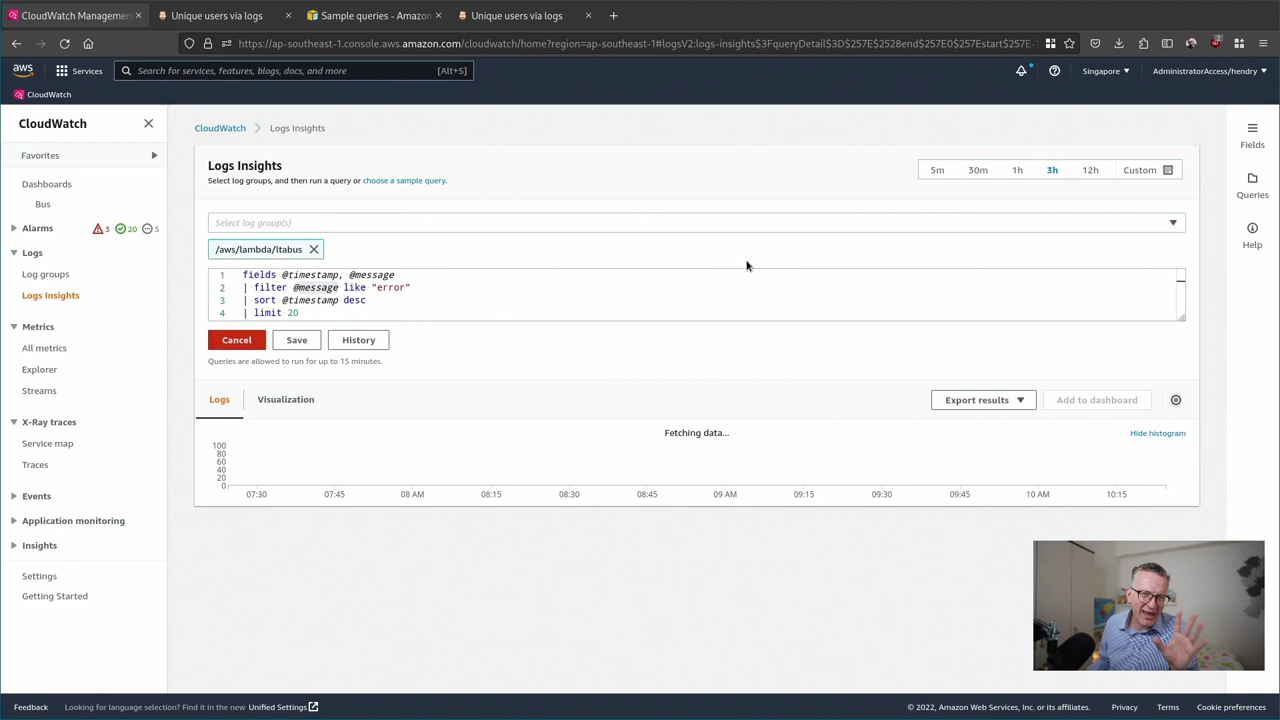 CloudWatch Managemen
Unique users via logs
Sample queries - Amazon
Unique users via logs
https://ap-southeast-1.console.aws.amazon.com/cloudwatch/home?region=ap-southeast-1#logsV2:logs-insights$3FqueryDetail$3D$257E$2528end$257E0$257Estart$257E-
2
aws
Services
Search for services, features, blogs, docs, and more
[Alt+S]
Singapore
AdministratorAccess/hendry
CloudWatch
CloudWatch
Favorites
Dashboards
Bus
Alarms
3
20
5
Logs
Log groups
Logs Insights
Metrics
All metrics
Explorer
Streams
X-Ray traces
Service map
Traces
Events
Application monitoring
Insights
Settings
Getting Started
CloudWatch
Logs Insights
Logs Insights
Select log groups, and then run a query or choose a sample query.
5m
30m
1h
3h
12h
Custom
Select log group(s)
/aws/lambda/ltabus
1 fields @timestamp, @message
2 | filter @message like "error"
3 | sort @timestamp desc
4 | limit 20
Cancel
Save
History
Queries are allowed to run for up to 15 minutes.
Logs
Visualization
Export results
Add to dashboard
Fetching data...
Hide histogram
100
80
60
40
20
0
07:30
07:45
08 AM
08:15
08:30
08:45
09 AM
09:15
09:30
09:45
10 AM
10:15
Fields
Queries
Help
Feedback
Looking for language selection? Find it in the new Unified Settings
© 2022, Amazon Web Services, Inc. or its affiliates.
Privacy
Terms
Cookie preferences